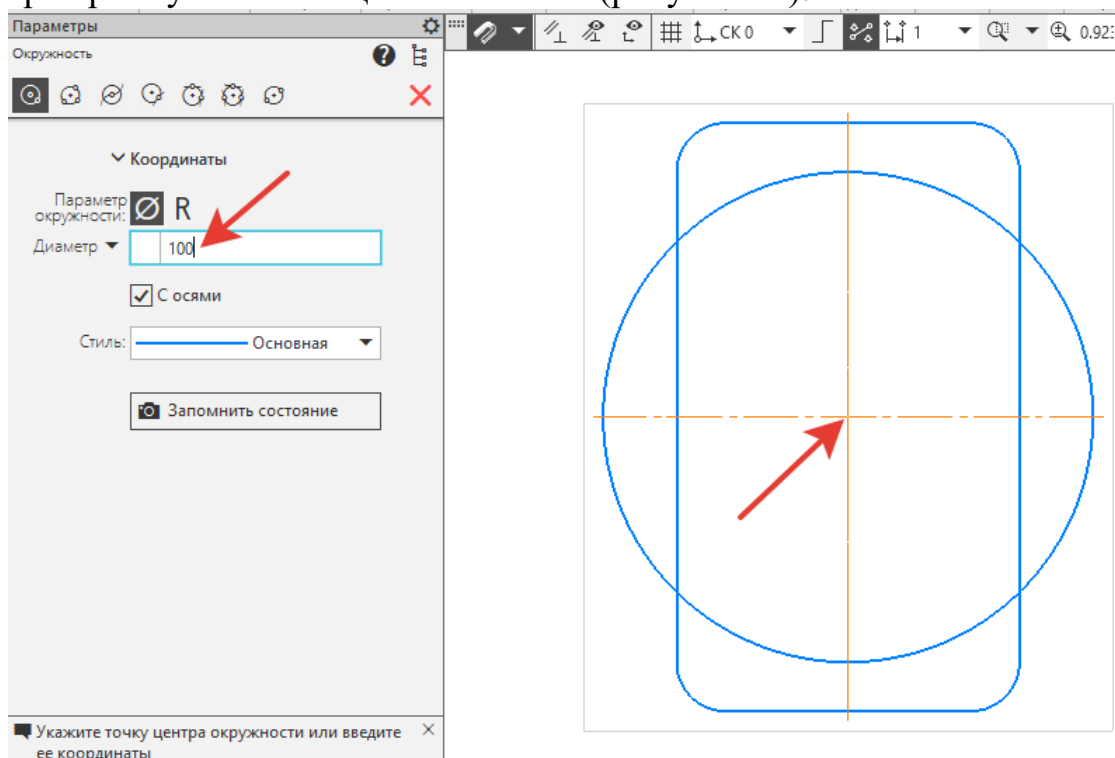 Параметры
Окружность
СК 0
1
0.923
Координаты
Параметр
окружности:
R
Диаметр
100
С осями
Стиль:
Основная
Запомнить состояние
Укажите точку центра окружности или введите
ее координаты